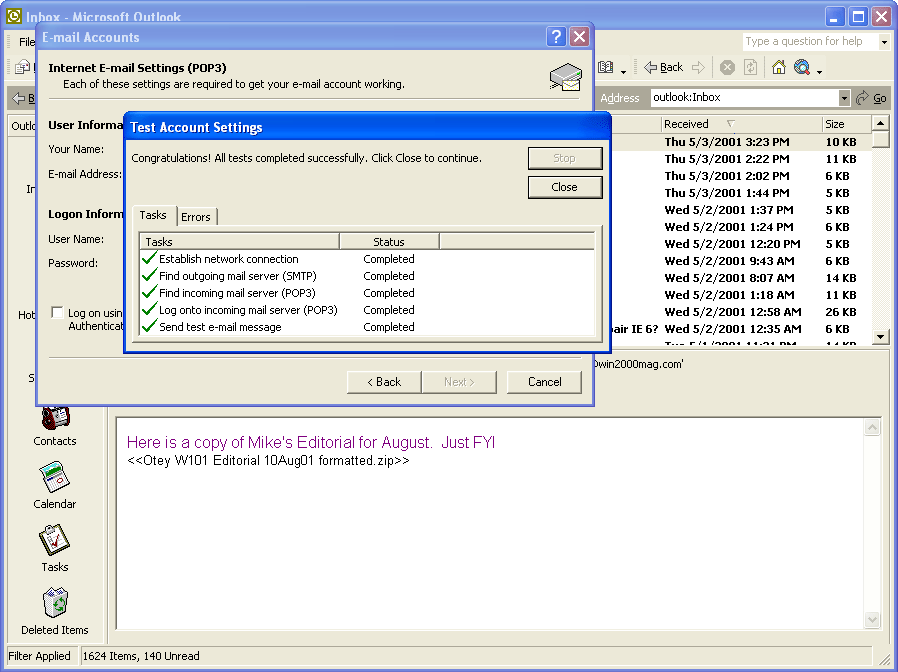 Inbox - Microsoft Outlook
E-mail Accounts
File
Type a question for help
Back
Address outlook:Inbox Go
Internet E-mail Settings (POP3)
Each of these settings are required to get your e-mail account working.
User Informa
Your Name:
E-mail Address:
Logon Inform
User Name:
Password:
Log on usin
Authenticat
Test Account Settings
Congratulations! All tests completed successfully. Click Close to continue.
Stop
Close
Tasks Errors
Tasks Status
Establish network connection Completed
Find outgoing mail server (SMTP) Completed
Find incoming mail server (POP3) Completed
Log onto incoming mail server (POP3) Completed
Send test e-mail message Completed
< Back Next > Cancel
Received Size
Thu 5/3/2001 3:23 PM 10 KB
Thu 5/3/2001 2:22 PM 11 KB
Thu 5/3/2001 2:02 PM 6 KB
Thu 5/3/2001 1:44 PM 5 KB
Wed 5/2/2001 1:37 PM 5 KB
Wed 5/2/2001 1:24 PM 6 KB
Wed 5/2/2001 12:20 PM 5 KB
Wed 5/2/2001 9:43 AM 6 KB
Wed 5/2/2001 8:07 AM 14 KB
Wed 5/2/2001 1:18 AM 11 KB
Wed 5/2/2001 12:58 AM 26 KB
pair IE 6? Wed 5/2/2001 12:35 AM 6 KB
Tue 5/1/2001 11:31 PM 14 KB
win2000mag.com'
Outlo
Hot
Contacts
Calendar
Tasks
Deleted Items
Here is a copy of Mike's Editorial for August. Just FYI
<<Otey W101 Editorial 10Aug01 formatted.zip>>
Filter Applied 1624 Items, 140 Unread